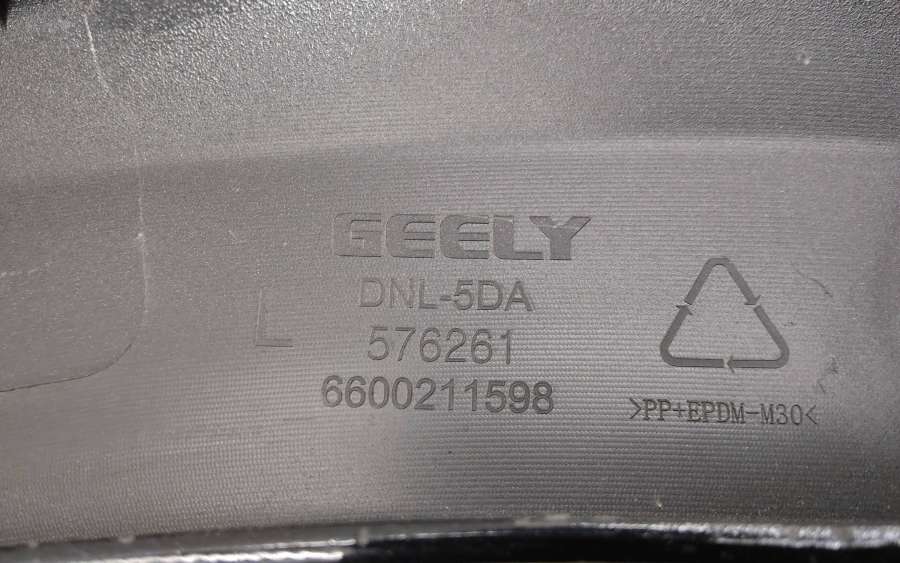 GEELY
DNL-5DA
L
576261
6600211598
>PP+EPDM-M30<